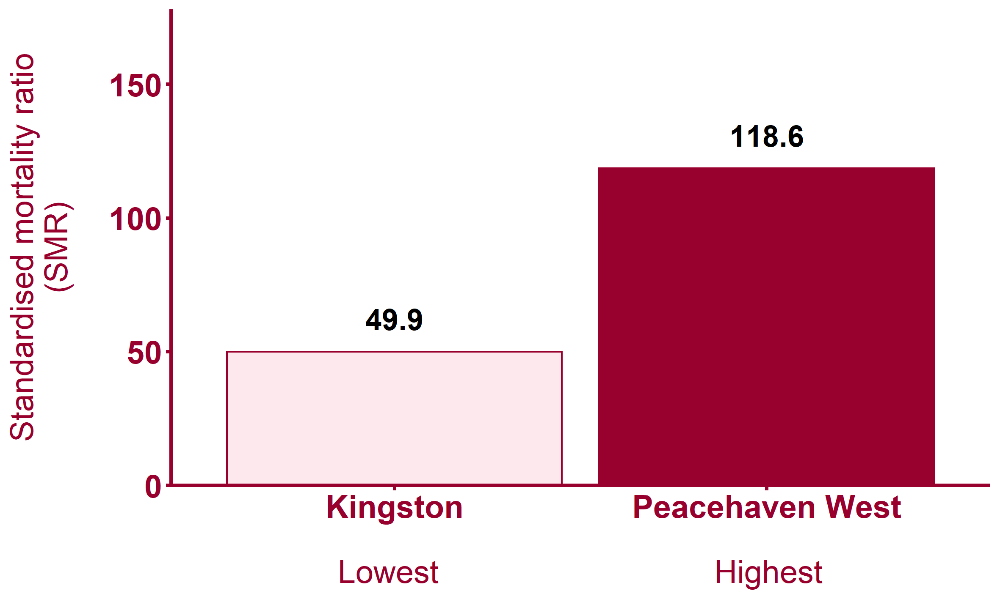 Standardised mortality ratio
(SMR)
150
100
50
0
49.9
118.6
Kingston
Peacehaven West
Lowest
Highest